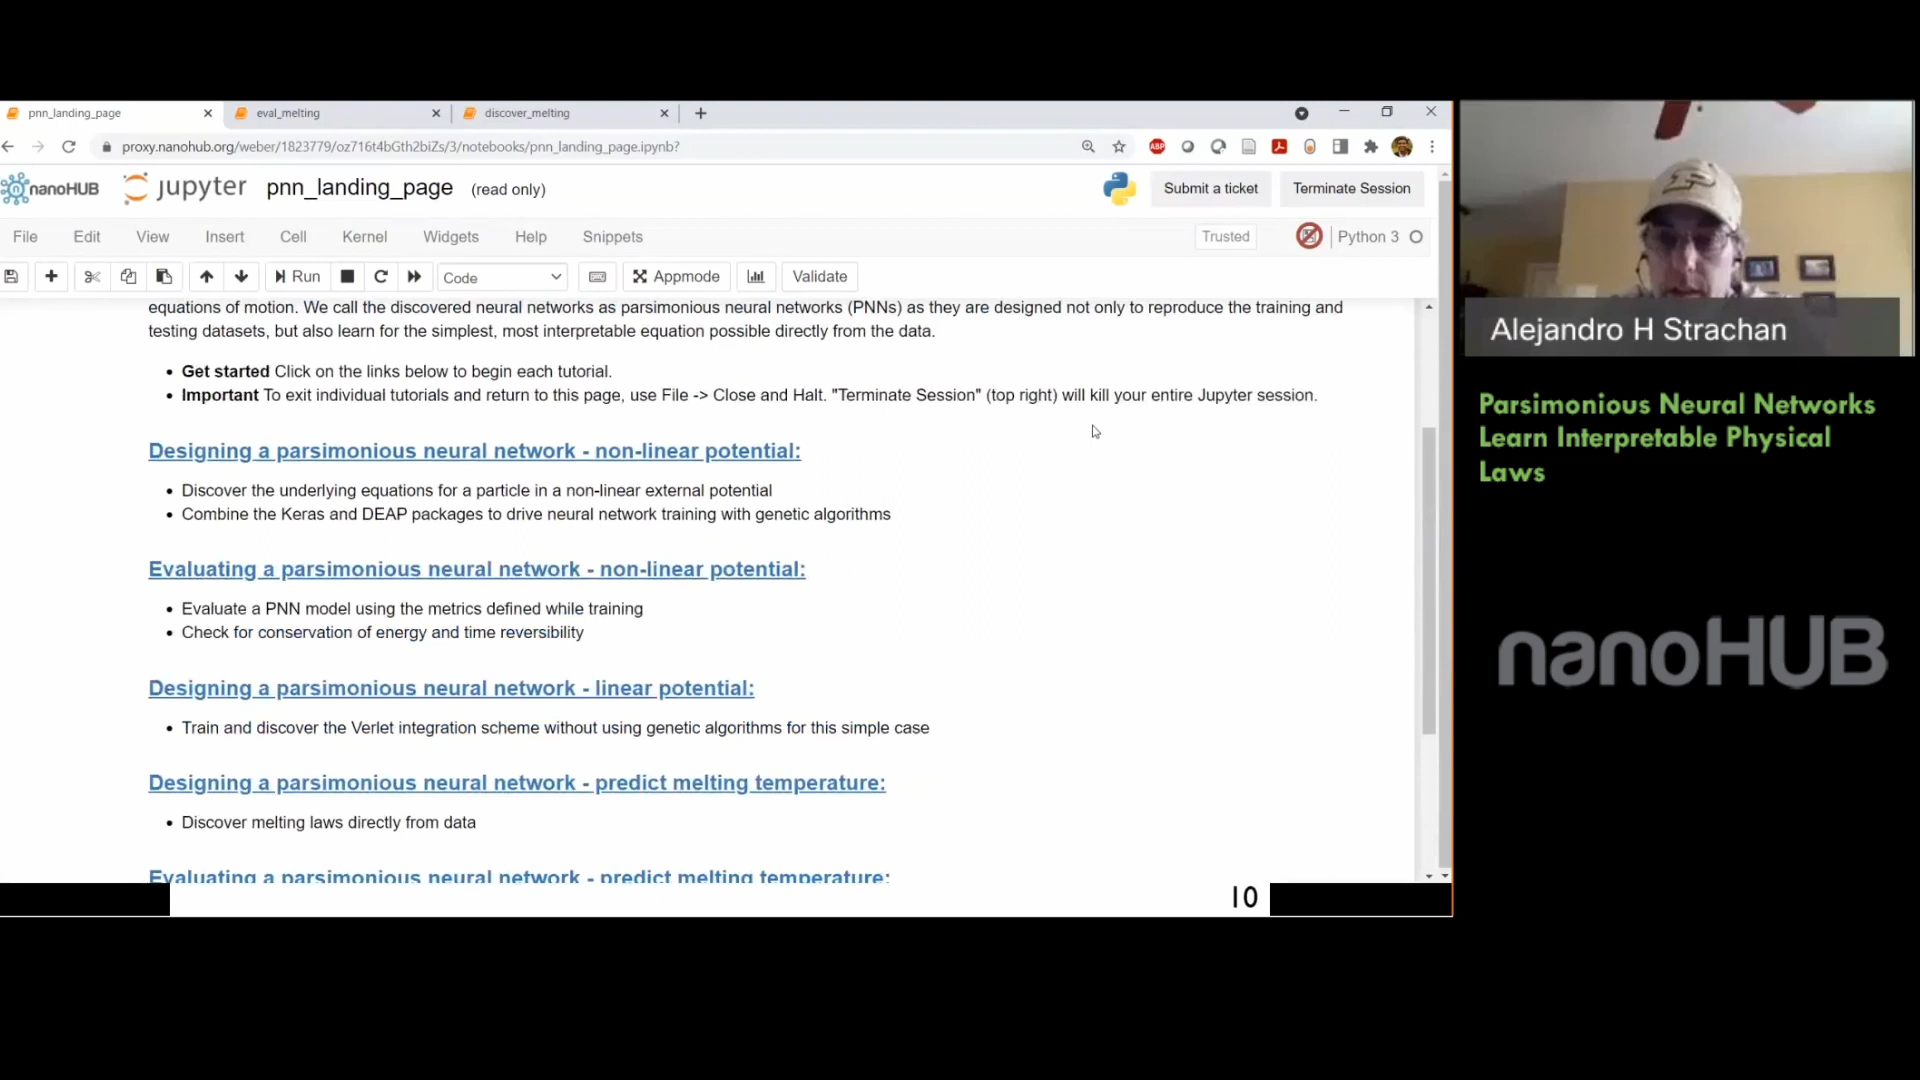 pnn_landing_page
eval_melting
discover_melting
proxy.nanohub.org/weber/1823779/oz716t4bGth2biZs/3/notebooks/pnn_landing_page.ipynb?
ABP
nanoHUB
jupyter
pnn_landing_page (read only)
Submit a ticket
Terminate Session
File Edit View Insert Cell Kernel Widgets Help Snippets
Trusted
Python 3
Run
Code
Appmode
Validate
equations of motion. We call the discovered neural networks as parsimonious neural networks (PNNs) as they are designed not only to reproduce the training and
testing datasets, but also learn for the simplest, most interpretable equation possible directly from the data.
• Get started Click on the links below to begin each tutorial.
• Important To exit individual tutorials and return to this page, use File -> Close and Halt. "Terminate Session" (top right) will kill your entire Jupyter session.
Designing a parsimonious neural network - non-linear potential:
• Discover the underlying equations for a particle in a non-linear external potential
• Combine the Keras and DEAP packages to drive neural network training with genetic algorithms
Evaluating a parsimonious neural network - non-linear potential:
• Evaluate a PNN model using the metrics defined while training
• Check for conservation of energy and time reversibility
Designing a parsimonious neural network - linear potential:
• Train and discover the Verlet integration scheme without using genetic algorithms for this simple case
Designing a parsimonious neural network - predict melting temperature:
• Discover melting laws directly from data
Evaluating a parsimonious neural network - predict melting temperature:
10
Alejandro H Strachan
Parsimonious Neural Networks
Learn Interpretable Physical
Laws
nanoHUB